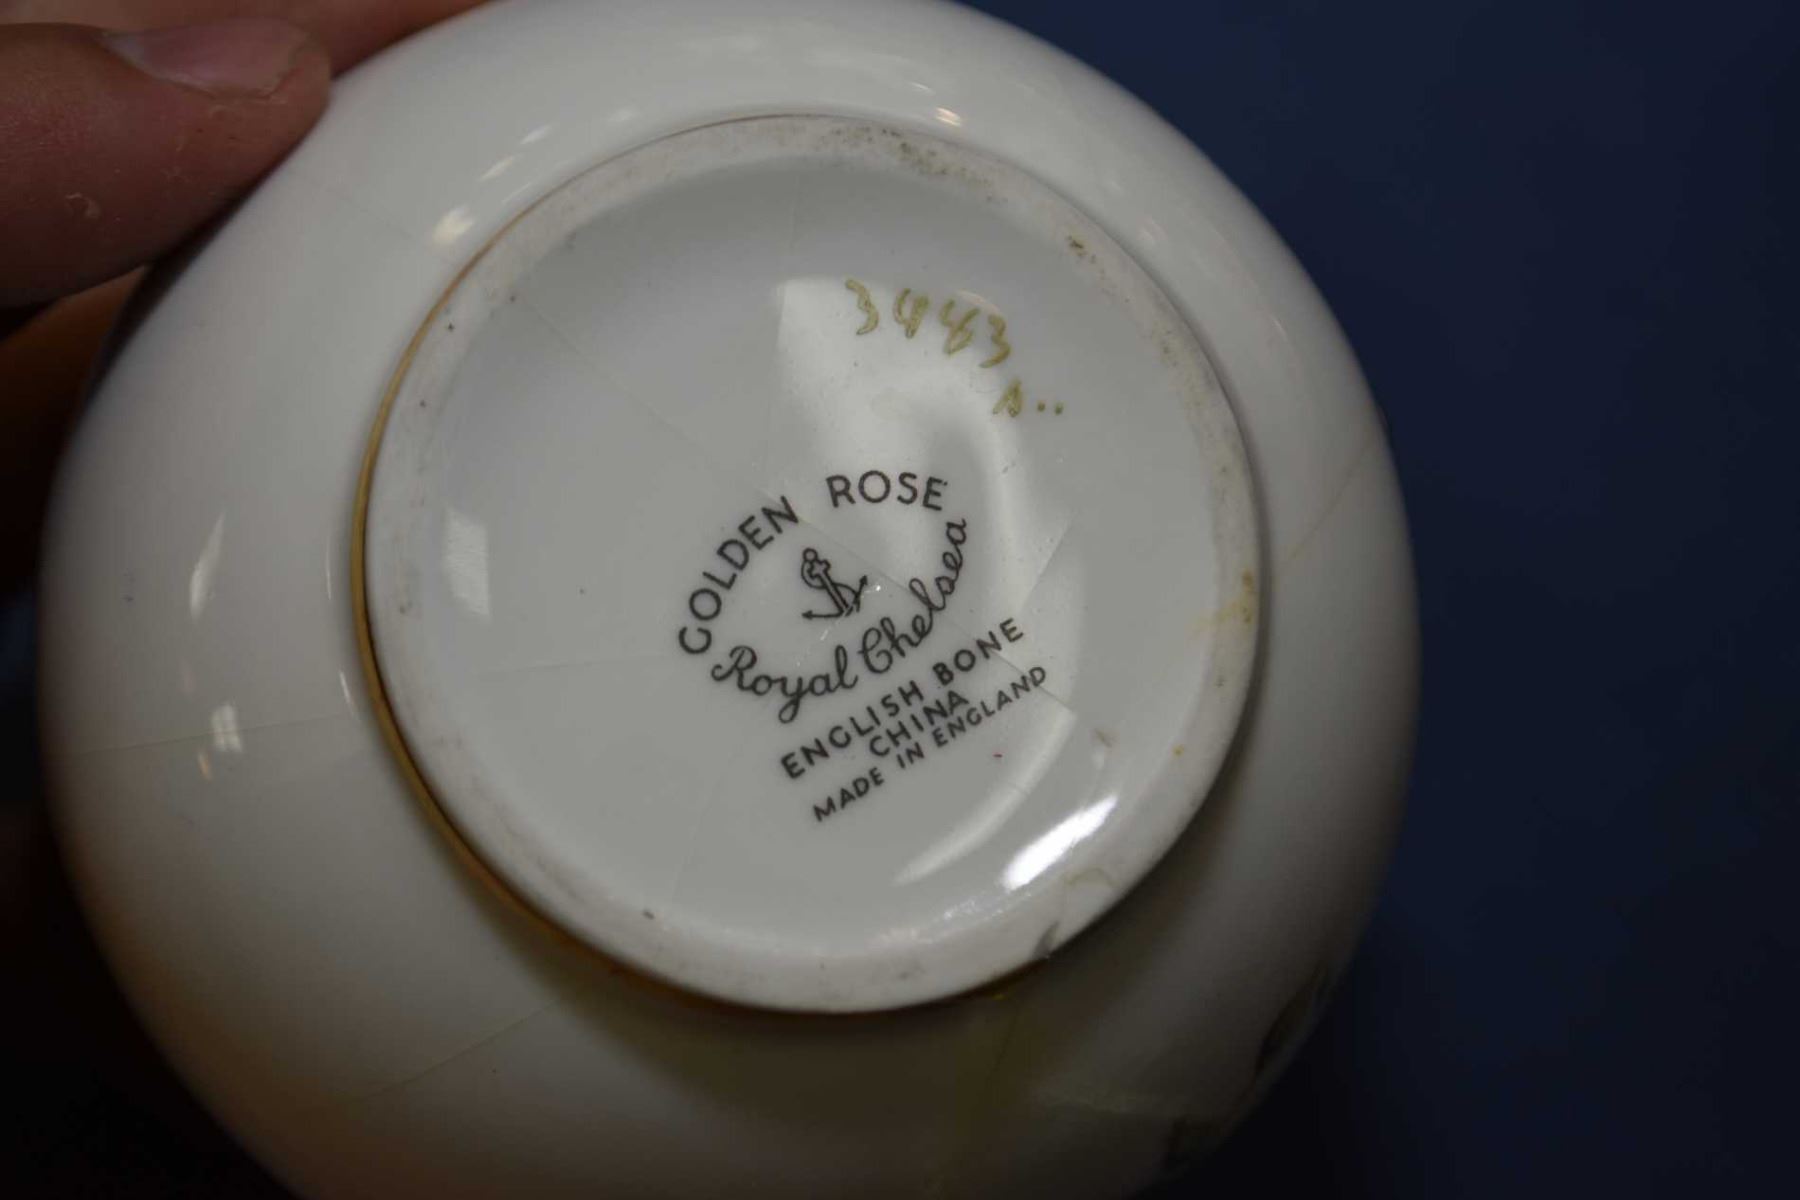 3443
A..
GOLDEN ROSE
Royal Chelsea
ENGLISH BONE
CHINA
MADE IN ENGLAND